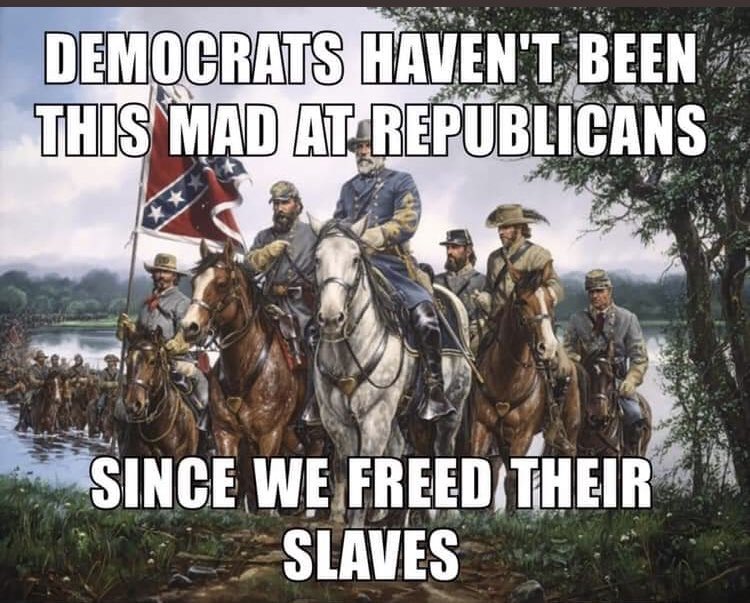 DEMOCRATS HAVEN'T BEEN
THIS MAD AT REPUBLICANS
SINCE WE FREED THEIR
SLAVES